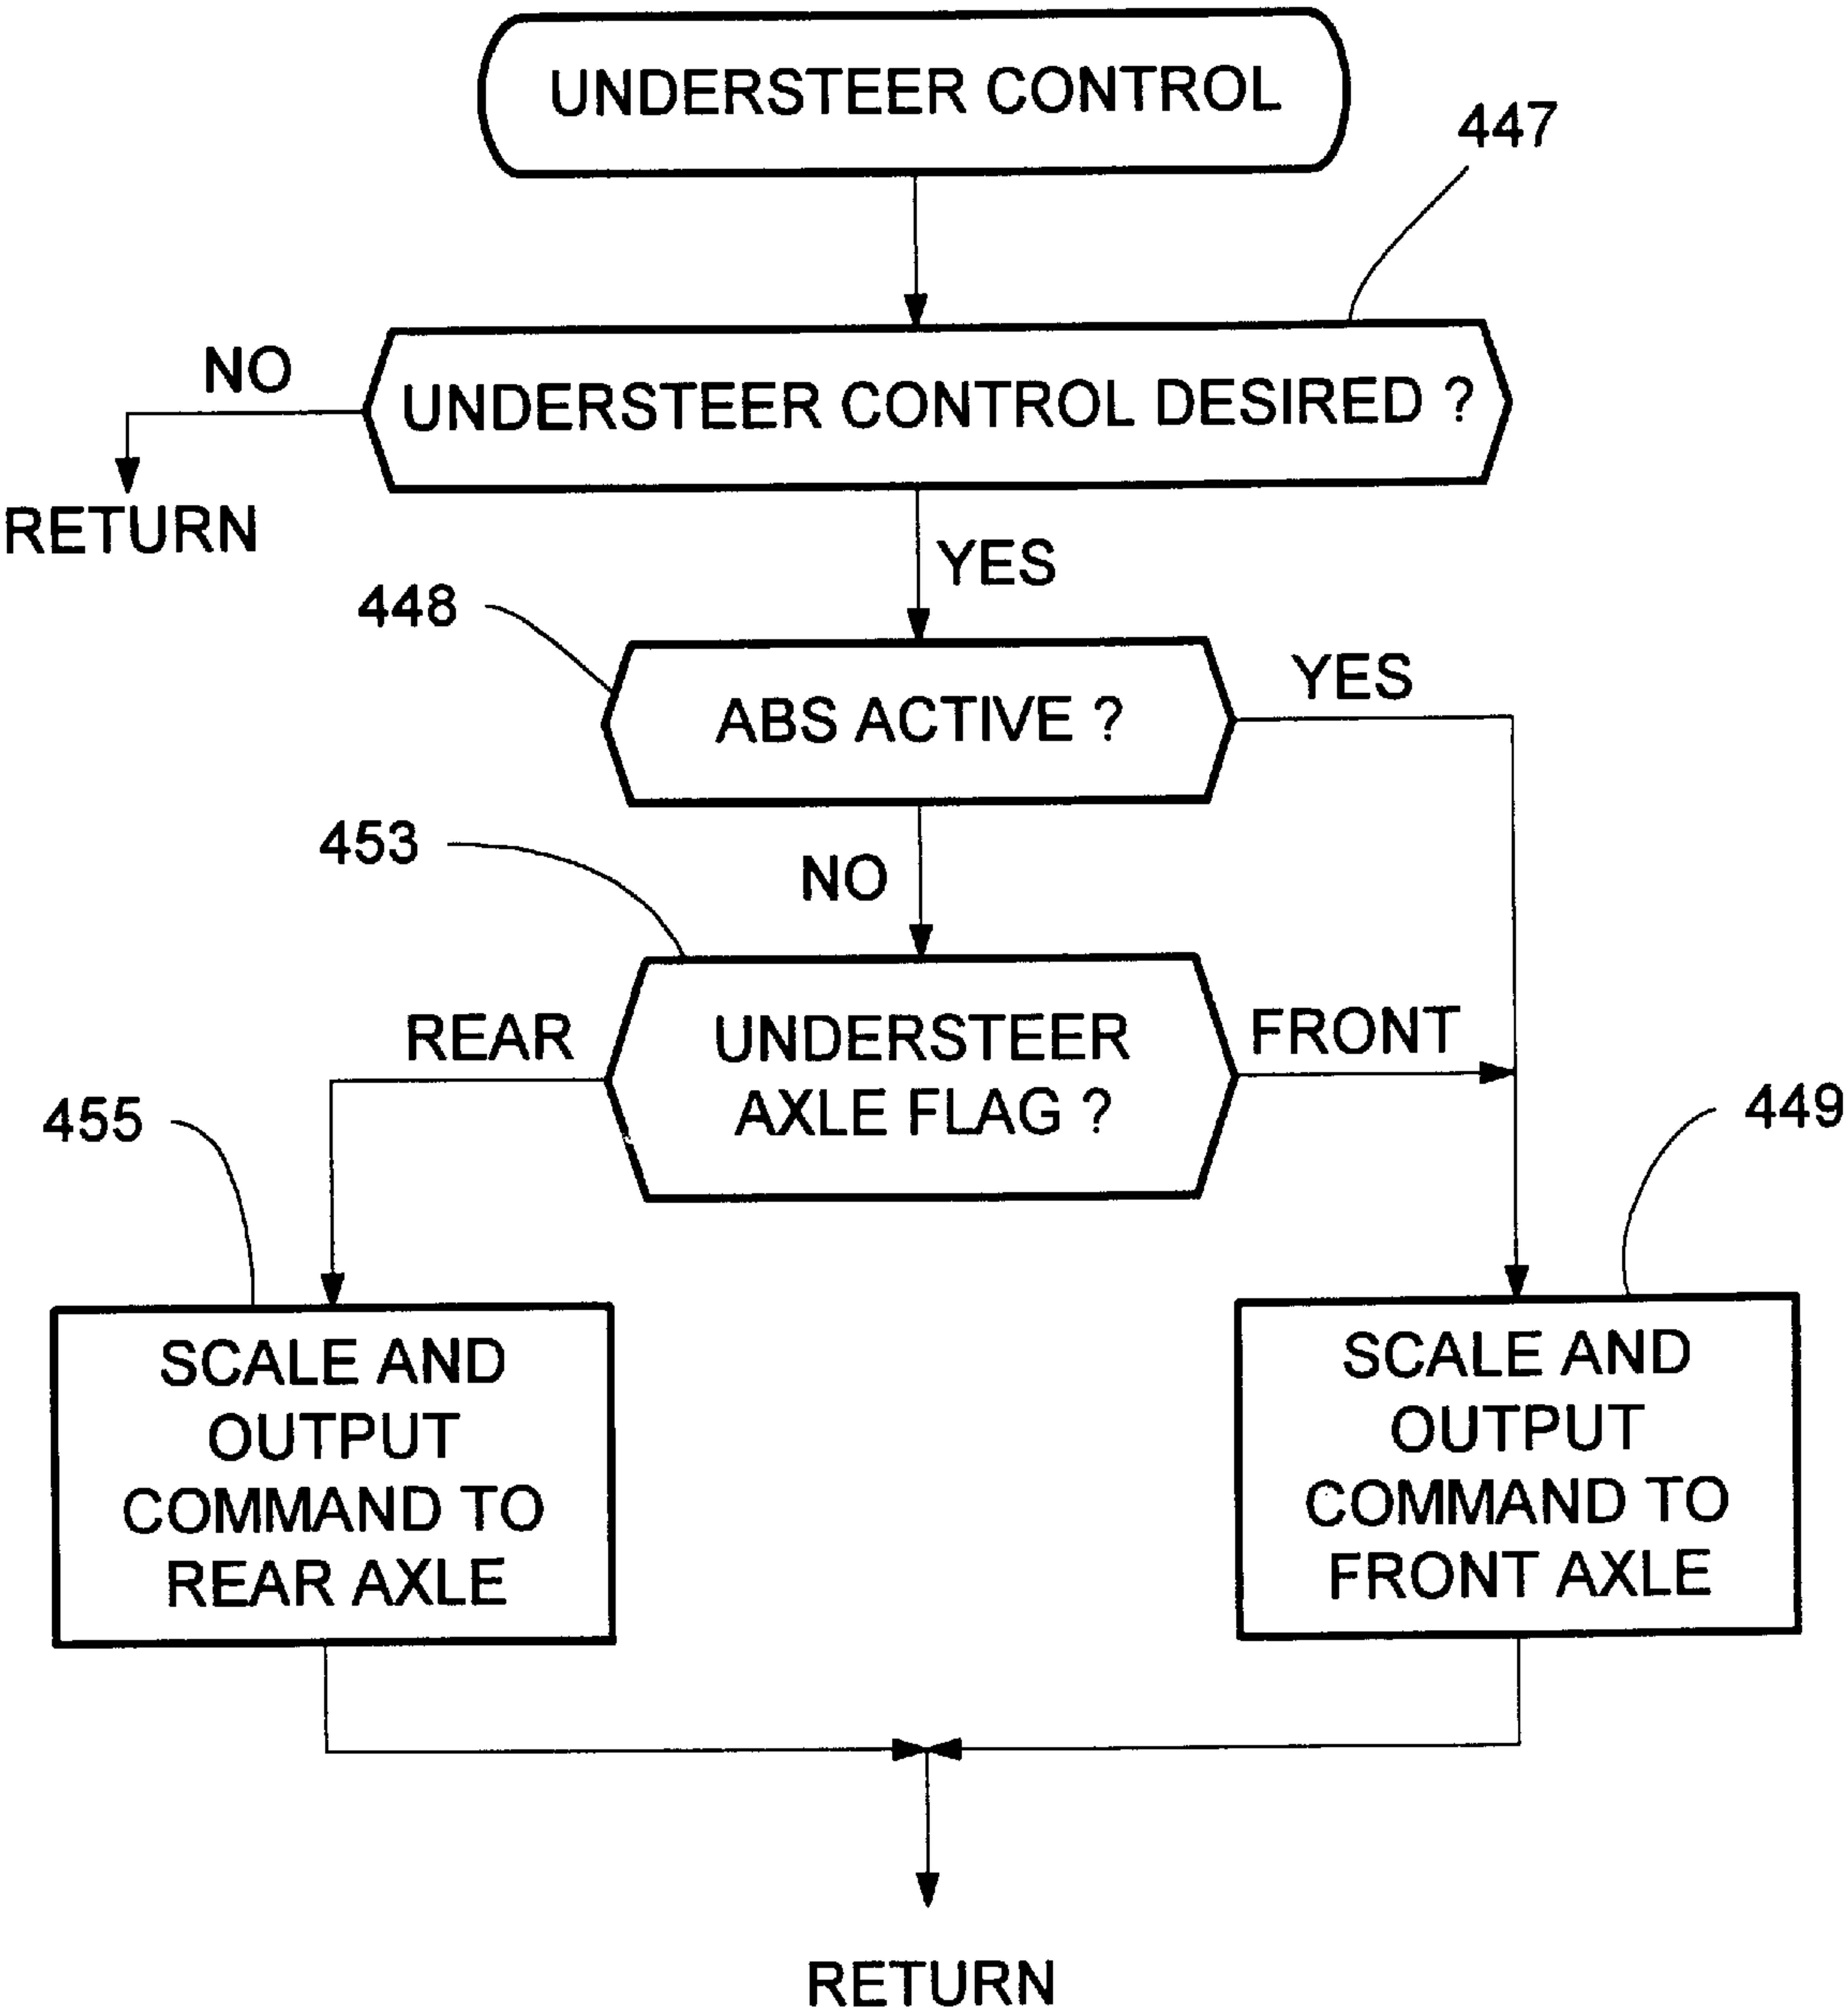 UNDERSTEER CONTROL
447
NO
UNDERSTEER CONTROL DESIRED ?
RETURN
YES
448
ABS ACTIVE ?
YES
453
NO
REAR
UNDERSTEER
AXLE FLAG ?
FRONT
455
449
SCALE AND
OUTPUT
COMMAND TO
REAR AXLE
SCALE AND
OUTPUT
COMMAND TO
FRONT AXLE
RETURN